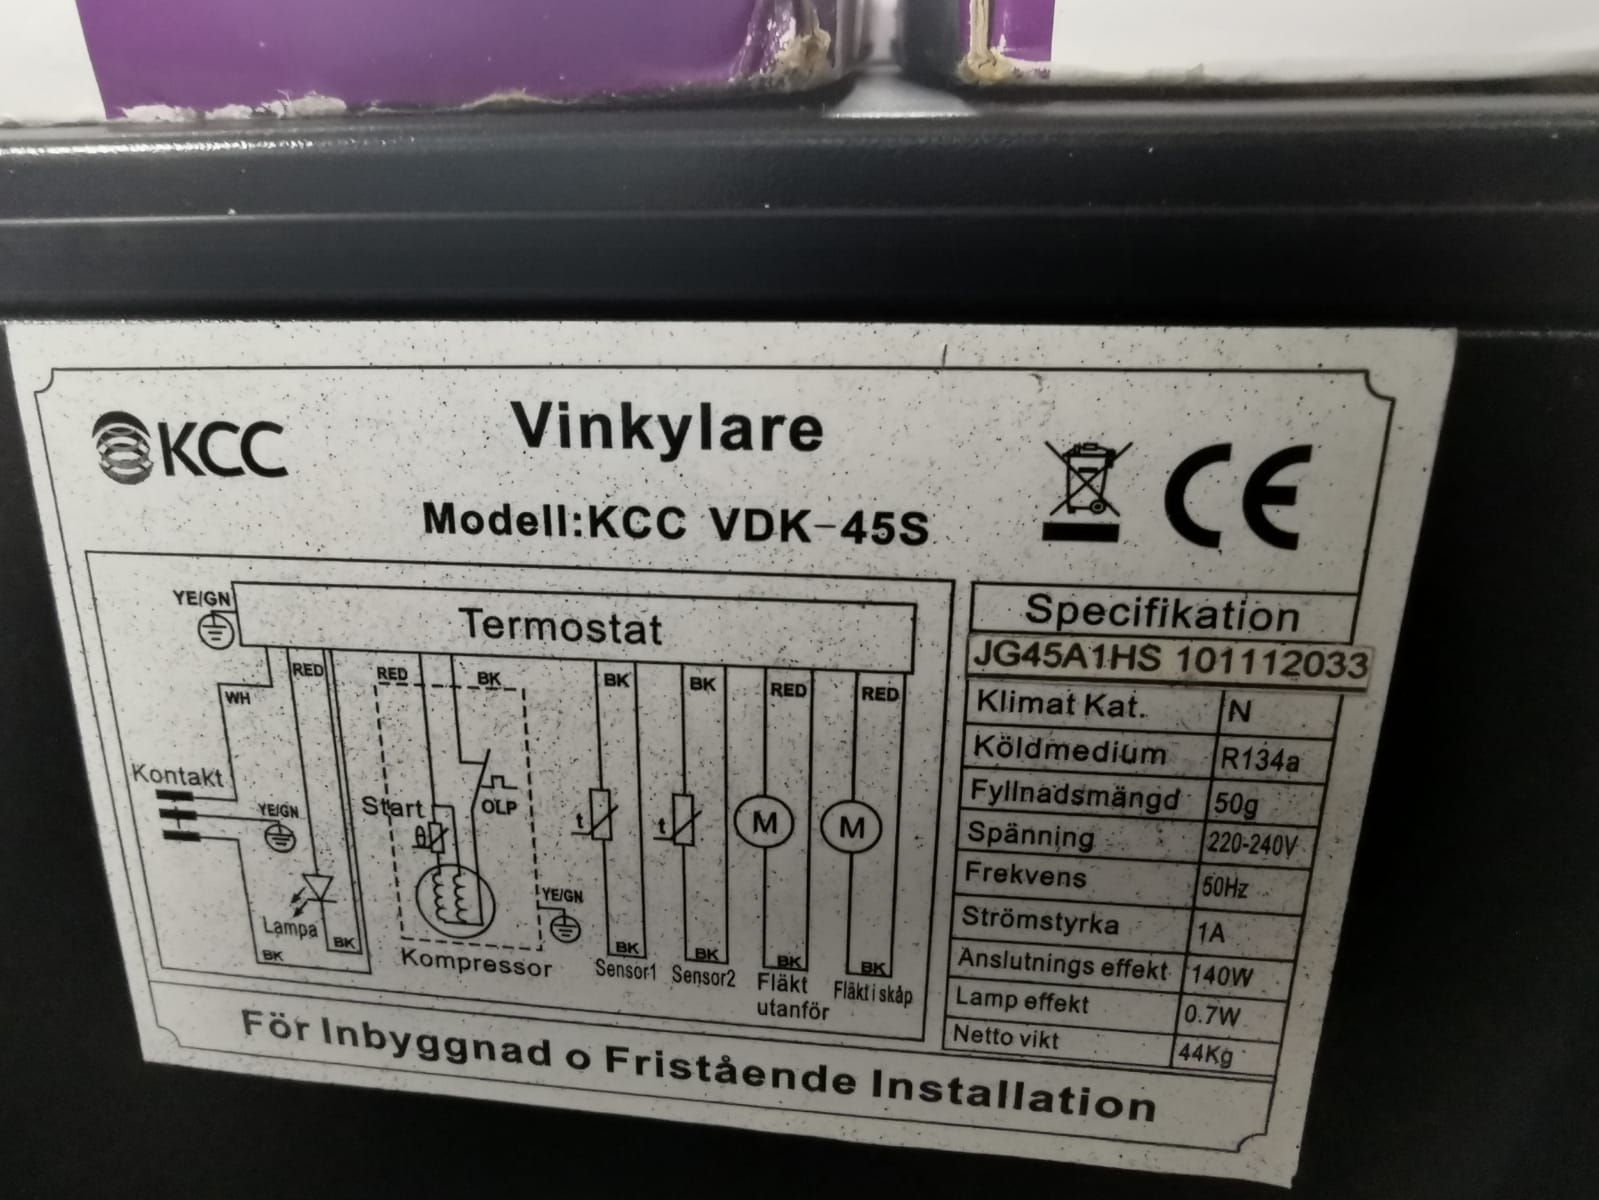 KCC
Vinkylare
Modell:KCC VDK-45S
CE
YE/GN
Termostat
RED
WH
RED
BK
BK
BK
RED
RED
Kontakt
YE/GN
Start
θ
OLP
t
t
M
M
Lampa
BK
BK
YE/GN
Kompressor
BK
Sensor1
BK
Sensor2
BK
Fläkt
utanför
BK
Fläkt i skåp
Specifikation
JG45A1HS 101112033
Klimat Kat. N
Köldmedium R134a
Fyllnadsmängd 50g
Spänning 220-240V
Frekvens 50Hz
Strömstyrka 1A
Anslutnings effekt 140W
Lamp effekt 0.7W
Netto vikt 44Kg
För Inbyggnad o Fristående Installation